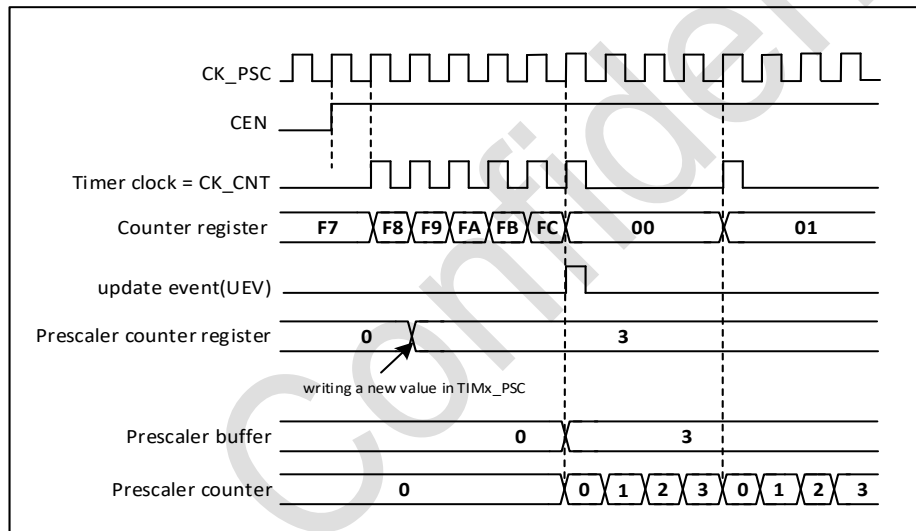 CK_PSC
CEN
Timer clock = CK_CNT
Counter register F7 F8 F9 FA FB FC 00 01
update event(UEV)
Prescaler counter register 0 3
writing a new value in TIMx_PSC
Prescaler buffer 0 3
Prescaler counter 0 0 1 2 3 0 1 2 3